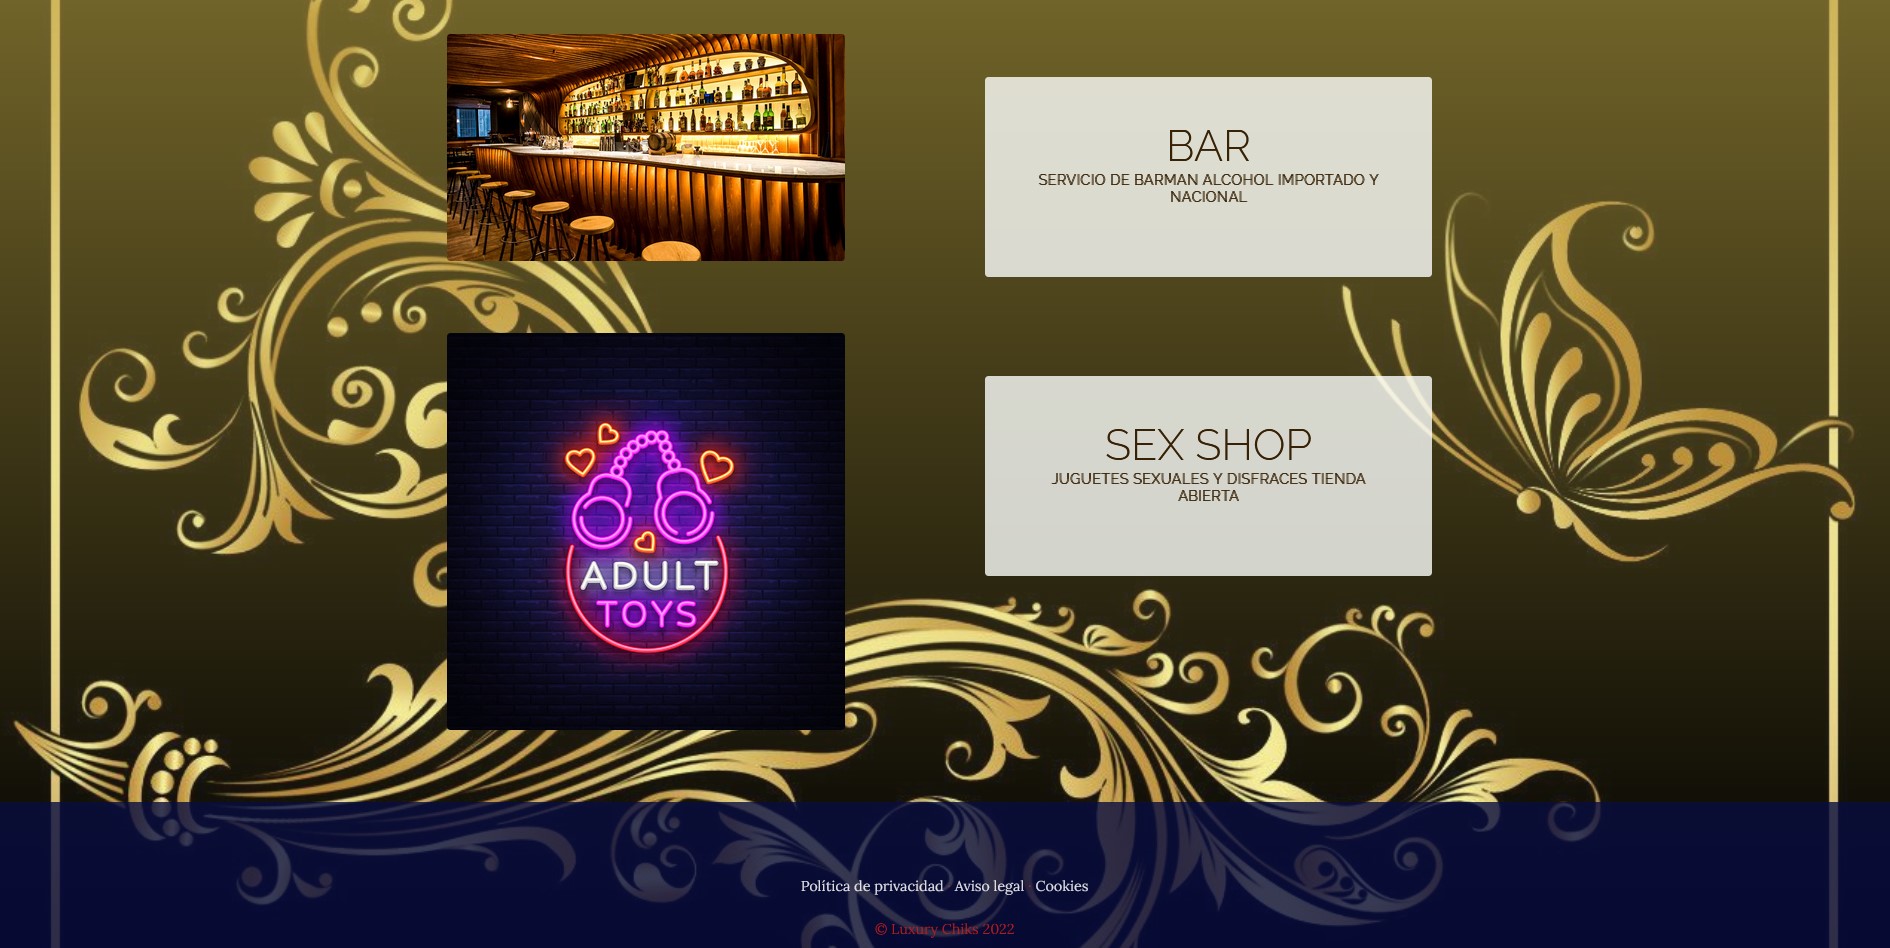 BAR
SERVICIO DE BARMAN ALCOHOL IMPORTADO Y
NACIONAL
ADULT
TOYS
SEX SHOP
JUGUETES SEXUALES Y DISFRACES TIENDA
ABIERTA
Política de privacidad · Aviso legal · Cookies
© Luxury Chiks 2022